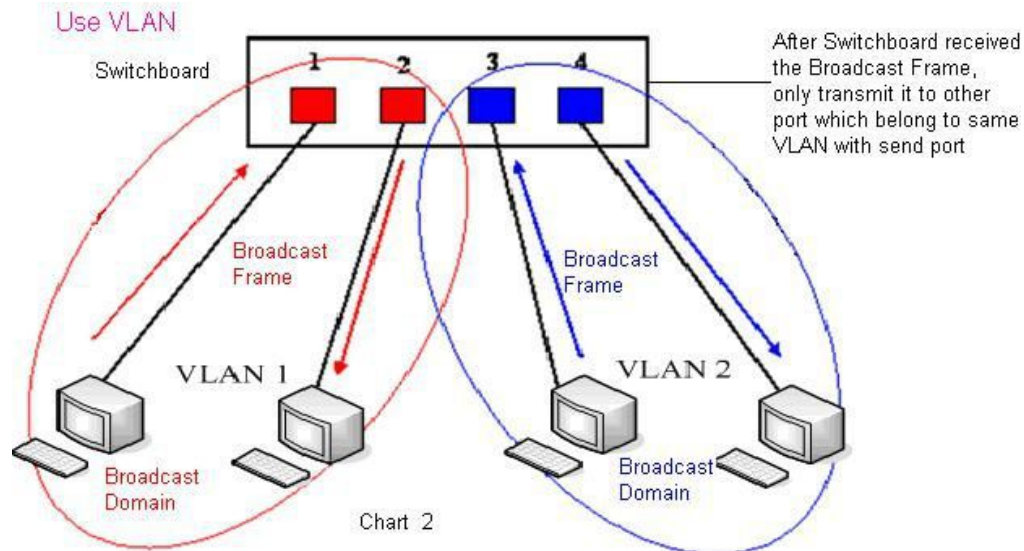 Use VLAN
Switchboard
1
2
3
4
After Switchboard received
the Broadcast Frame,
only transmit it to other
port which belong to same
VLAN with send port
Broadcast
Frame
Broadcast
Frame
VLAN 1
VLAN 2
Broadcast
Domain
Broadcast
Domain
Chart 2